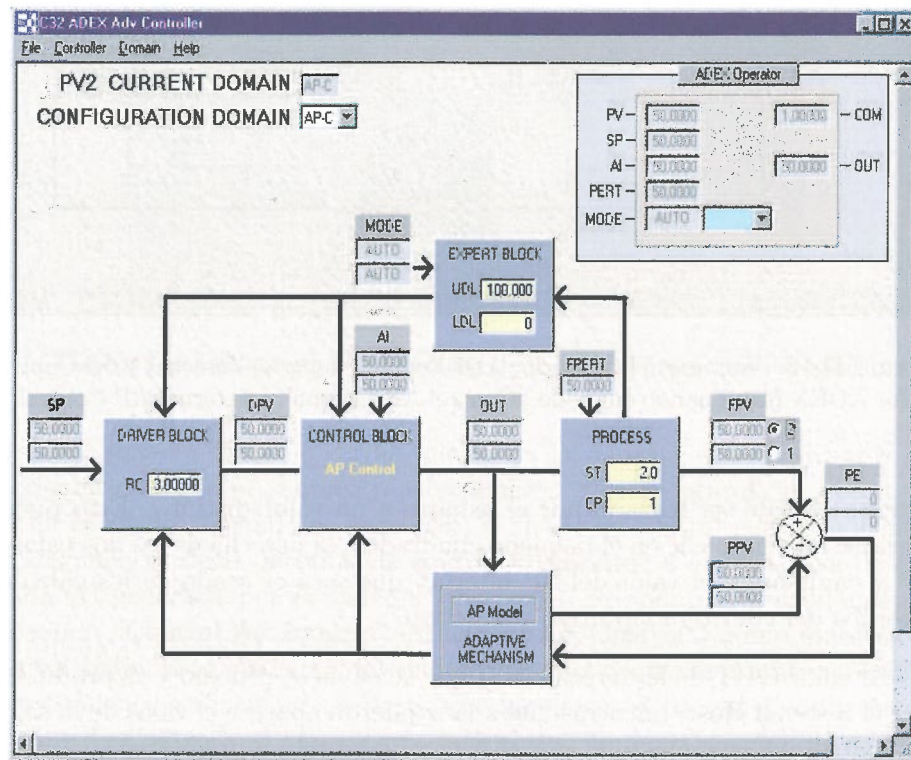 C32 ADEX Adv Controller
File Controller Domain Help
PV2 CURRENT DOMAIN AP-C
CONFIGURATION DOMAIN AP-C
ADEX Operator
PV 50.0000 1.00000 COM
SP 50.0000
AI 50.0000 50.0000 OUT
PERT 50.0000
MODE AUTO
MODE
AUTO
AUTO
EXPERT BLOCK
UDL 100.000
LDL 0
AI
50.0000
50.0000
FPERT
50.0000
SP
50.0000
50.0000
DRIVER BLOCK
RC 3.00000
DPV
50.0000
50.0000
CONTROL BLOCK
AP Control
OUT
50.0000
50.0000
PROCESS
ST 2.0
CP 1
FPV
50.0000 2
50.0000 1
PE
0
0
+
PPV
50.0000
50.0000
AP Model
ADAPTIVE
MECHANISM